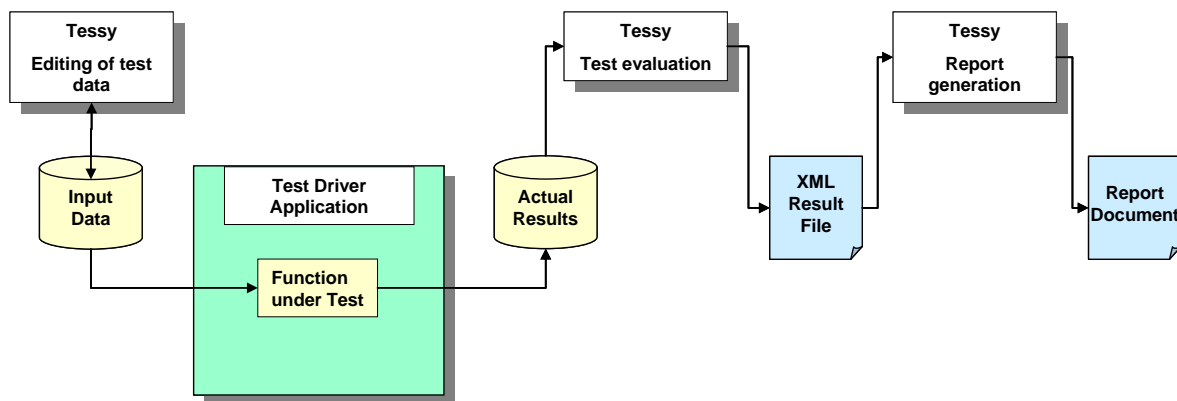 Tessy
Editing of test
data
Input
Data
Test Driver
Application
Function
under Test
Actual
Results
Tessy
Test evaluation
XML
Result
File
Tessy
Report
generation
Report
Document